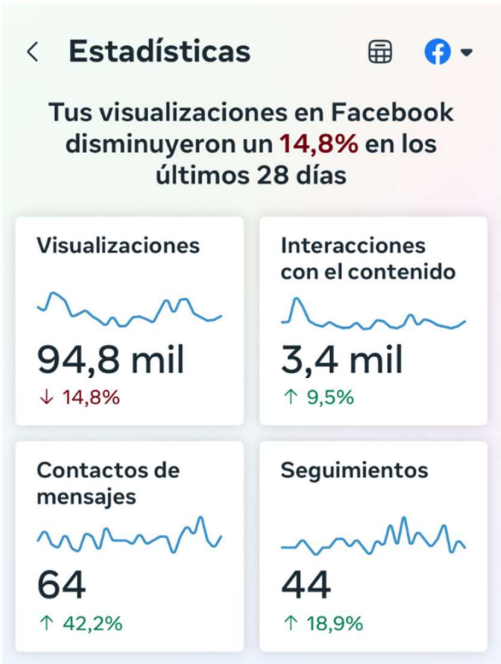 Estadísticas
Tus visualizaciones en Facebook
disminuyeron un 14,8% en los
últimos 28 días
Visualizaciones
94,8 mil
↓ 14,8%
Interacciones
con el contenido
3,4 mil
↑ 9,5%
Contactos de
mensajes
64
↑ 42,2%
Seguimientos
44
↑ 18,9%